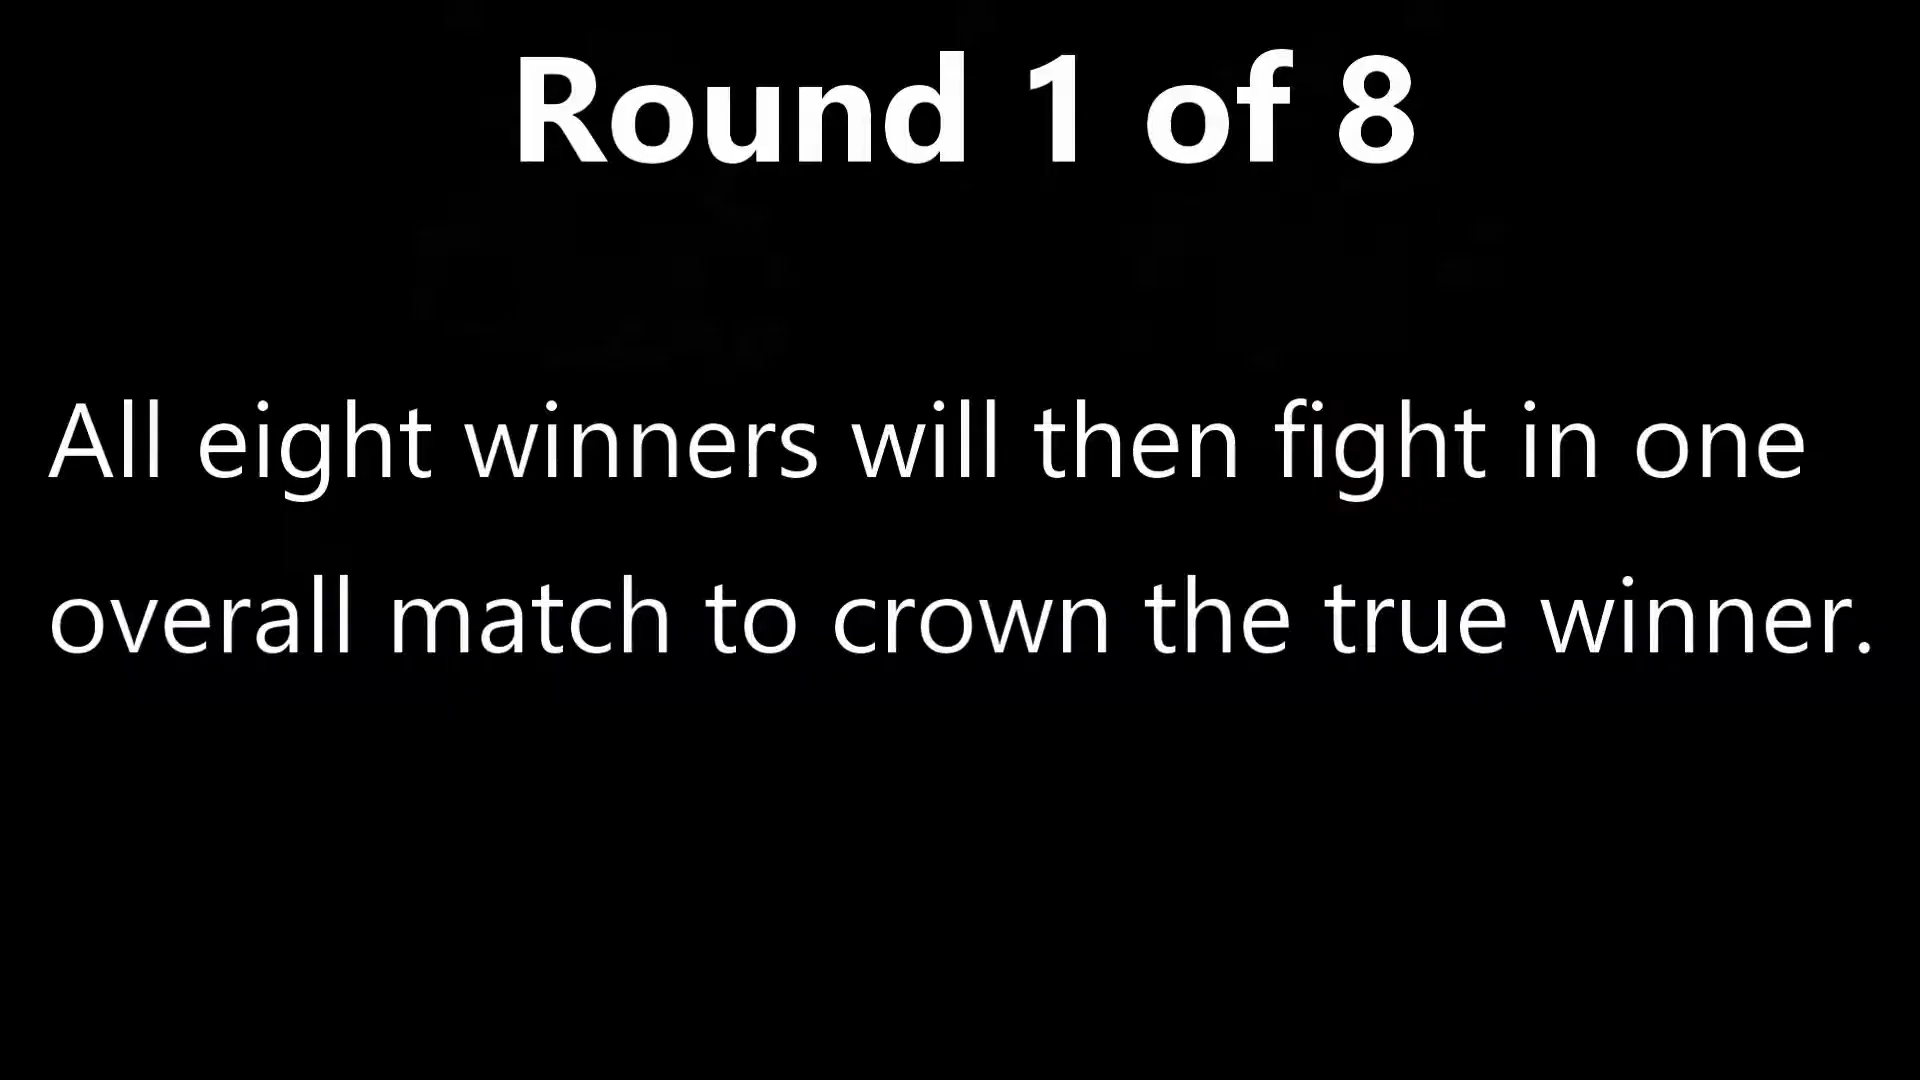 Round 1 of 8
All eight winners will then fight in one
overall match to crown the true winner.